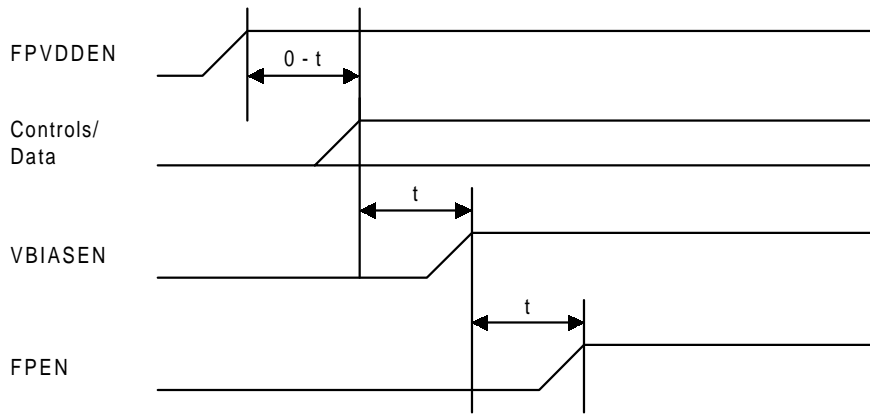 FPVDDEN
0 - t
Controls/
Data
t
VBIASEN
t
FPEN